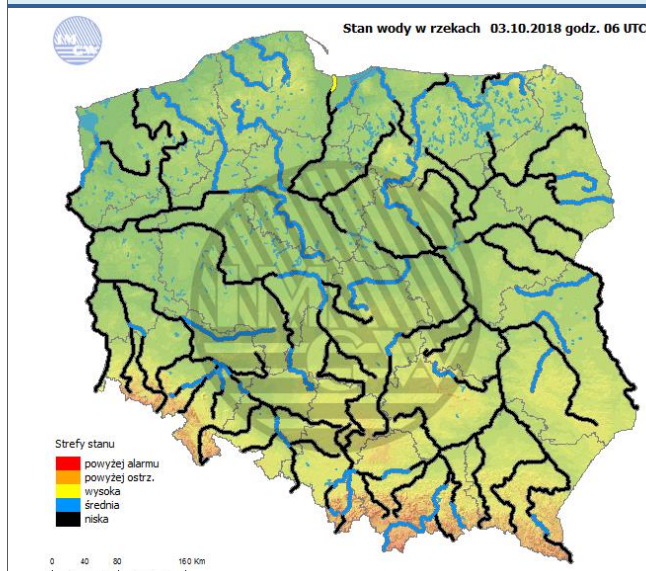 Stan wody w rzekach 03.10.2018 godz. 06 UTC
Strefy stanu
powyżej alarmu
powyżej ostrz.
wysoka
średnia
niska
0 40 80 160 Km